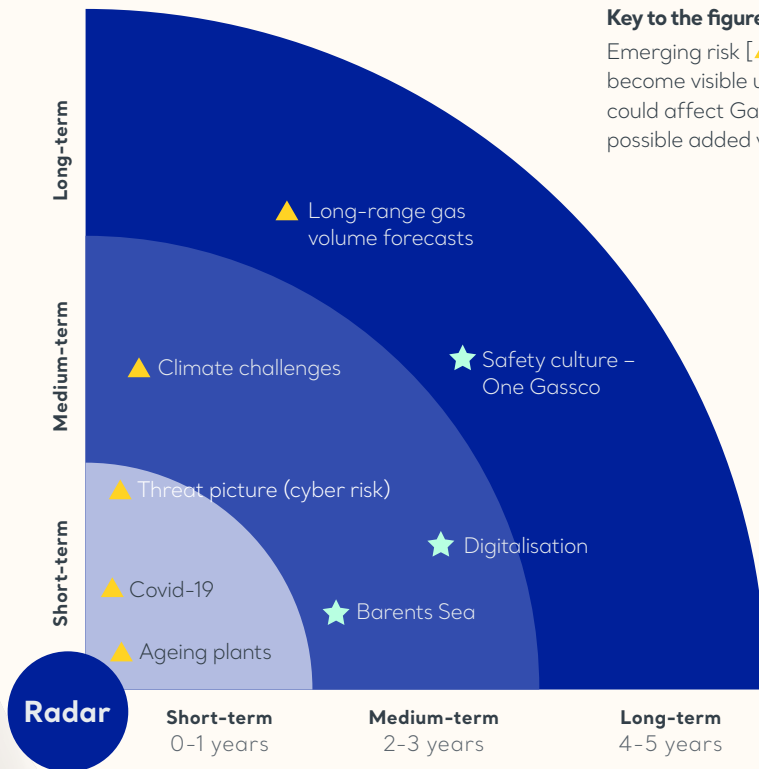 Key to the figure
Emerging risk [
become visible u
could affect Ga
possible added v
Long-term
Medium-term
Short-term
Long-range gas
volume forecasts
Safety culture –
One Gassco
Climate challenges
Threat picture (cyber risk)
Digitalisation
Covid-19
Barents Sea
Ageing plants
Radar
Short-term
0-1 years
Medium-term
2-3 years
Long-term
4-5 years